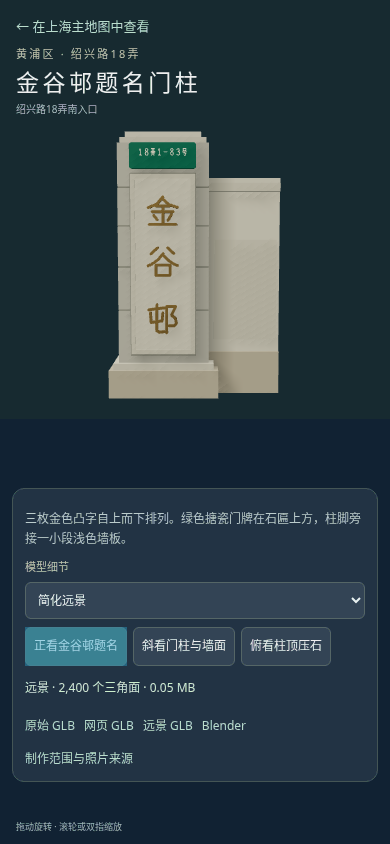 ← 在上海主地图中查看
黄浦区 · 绍兴路18弄
金谷邨题名门柱
绍兴路18弄南入口
18弄1-83号
金
谷
邨
三枚金色凸字自上而下排列。绿色搪瓷门牌在石匾上方，柱脚旁
接一小段浅色墙板。
模型细节
简化远景
正看金谷邨题名 斜看门柱与墙面 俯看柱顶压石
远景 · 2,400 个三角面 · 0.05 MB
原始 GLB 网页 GLB 远景 GLB Blender
制作范围与照片来源
拖动旋转 · 滚轮或双指缩放